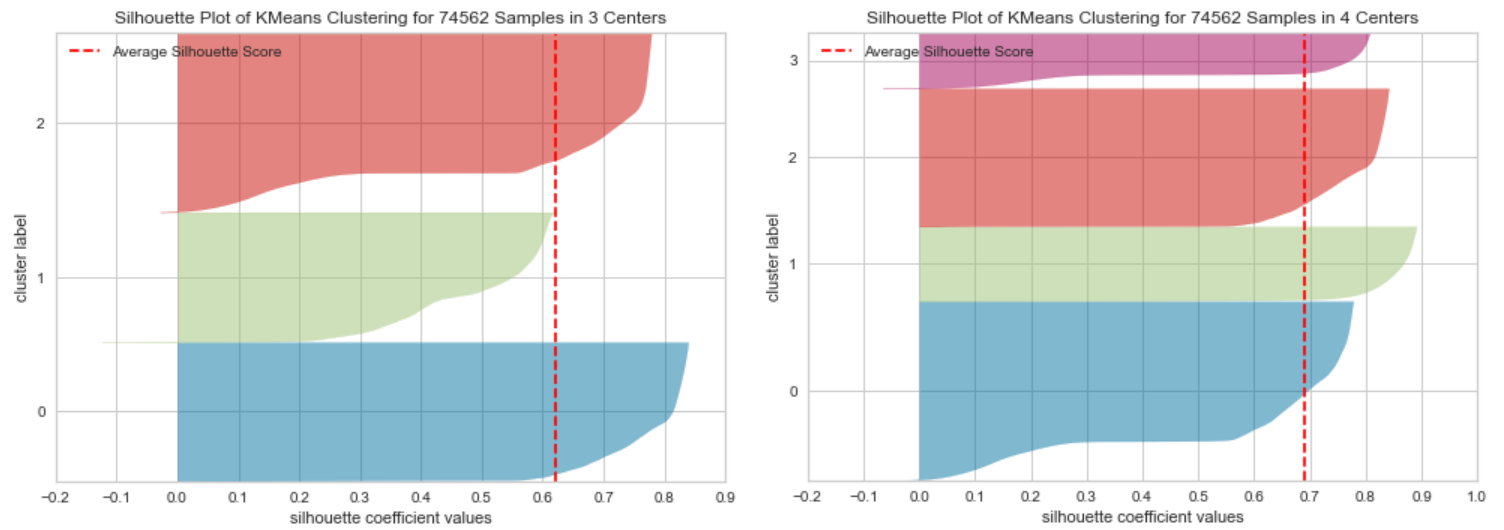 Silhouette Plot of KMeans Clustering for 74562 Samples in 3 Centers
Average Silhouette Score
cluster label
2
1
0
−0.2 −0.1 0.0 0.1 0.2 0.3 0.4 0.5 0.6 0.7 0.8 0.9
silhouette coefficient values
Silhouette Plot of KMeans Clustering for 74562 Samples in 4 Centers
Average Silhouette Score
cluster label
3
2
1
0
−0.2 −0.1 0.0 0.1 0.2 0.3 0.4 0.5 0.6 0.7 0.8 0.9 1.0
silhouette coefficient values